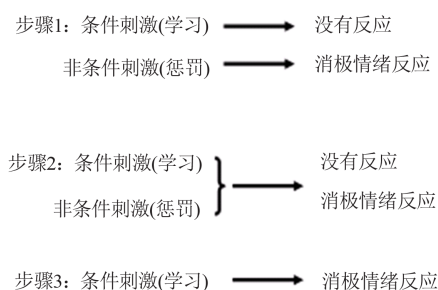 步骤1：条件刺激(学习) 没有反应
非条件刺激(惩罚) 消极情绪反应
步骤2：条件刺激(学习) 没有反应
非条件刺激(惩罚) 消极情绪反应
步骤3：条件刺激(学习) 消极情绪反应